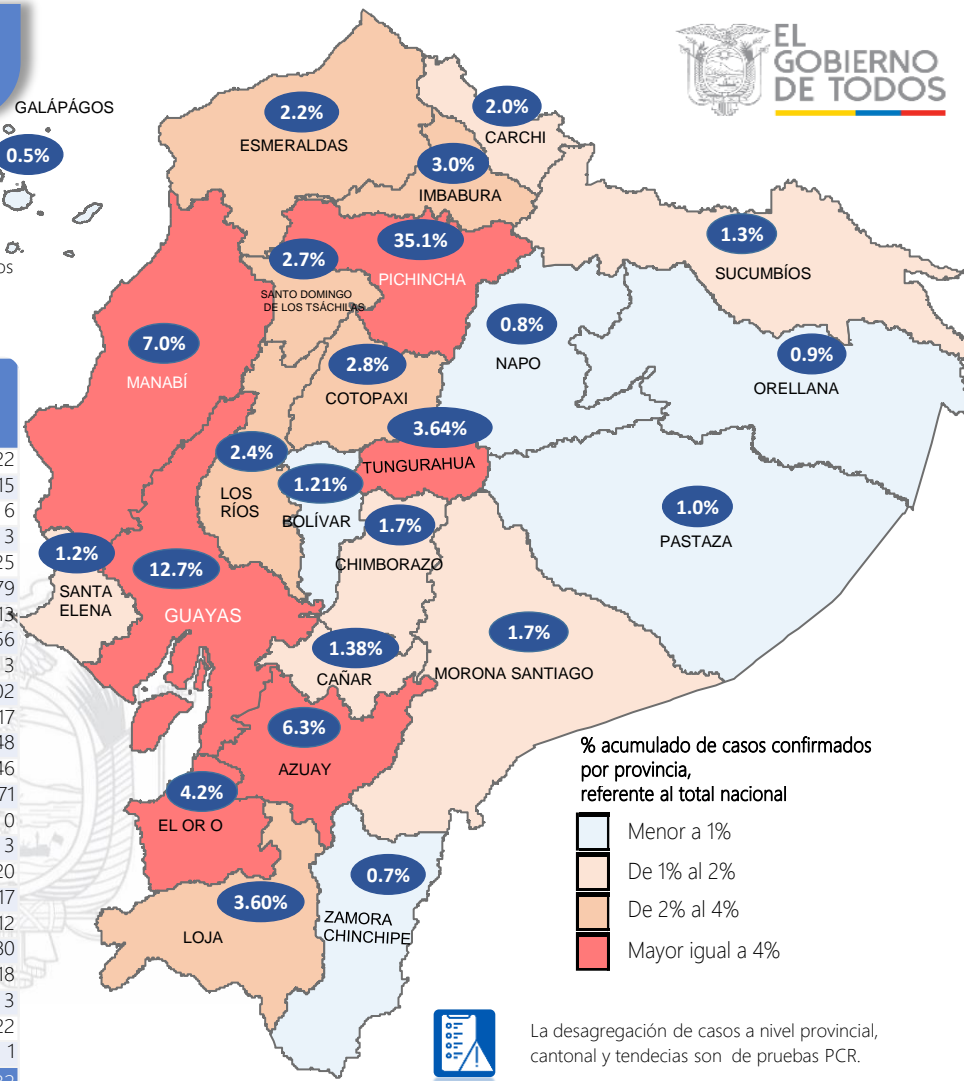 EL
GOBIERNO
DE TODOS
GALÁPÁGOS
0.5%
2.2%
ESMERALDAS
2.0%
CARCHI
3.0%
IMBABURA
1.3%
SUCUMBÍOS
35.1%
PICHINCHA
2.7%
SANTO DOMINGO
DE LOS TSÁCHILAS
7.0%
MANABÍ
0.8%
NAPO
0.9%
ORELLANA
2.8%
COTOPAXI
3.64%
TUNGURAHUA
2.4%
LOS
RÍOS
1.21%
BOLÍVAR
1.0%
PASTAZA
1.7%
CHIMBORAZO
1.2%
SANTA
ELENA
12.7%
GUAYAS
1.38%
CAÑAR
1.7%
MORONA SANTIAGO
6.3%
AZUAY
4.2%
EL OR O
3.60%
LOJA
0.7%
ZAMORA
CHINCHIPE
% acumulado de casos confirmados
por provincia,
referente al total nacional
Menor a 1%
De 1% al 2%
De 2% al 4%
Mayor igual a 4%
La desagregación de casos a nivel provincial,
cantonal y tendecias son de pruebas PCR.